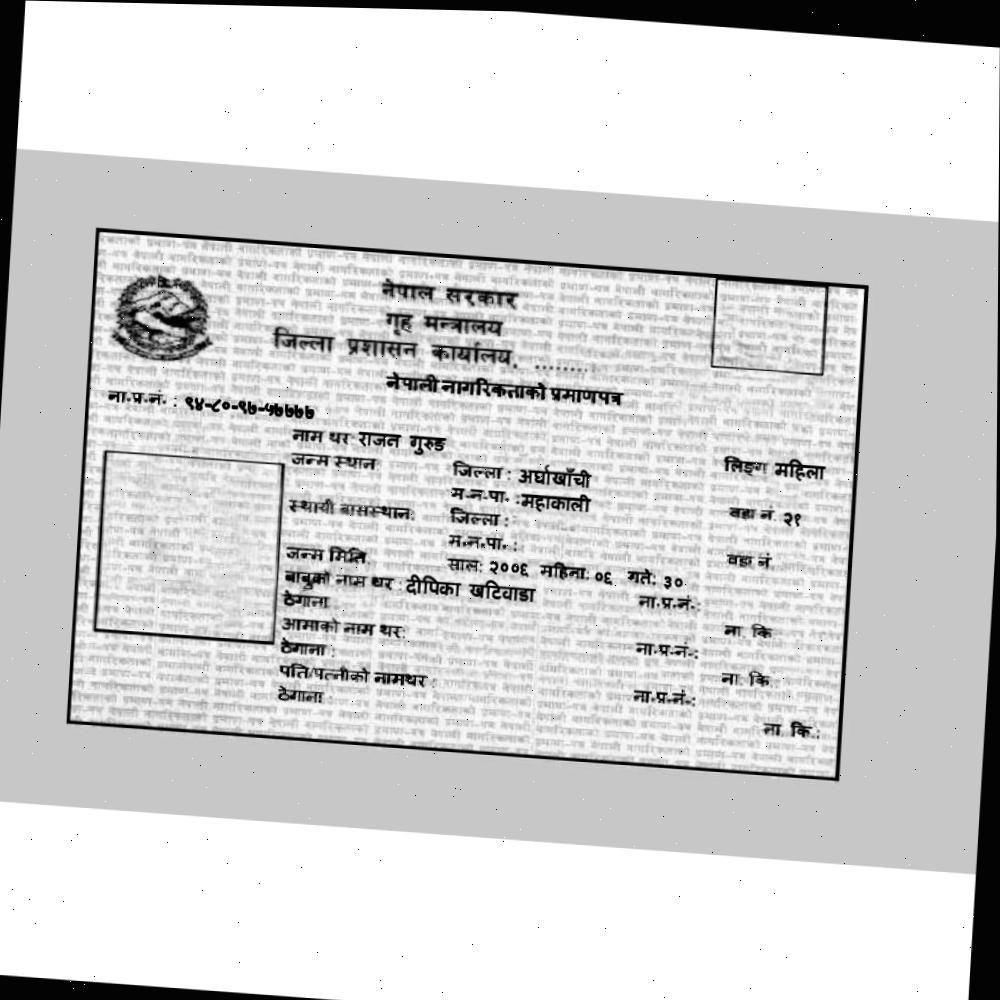 नेपाल सरकार
गृह मन्त्रालय
जिल्ला प्रशासन कार्यालय, ........
नेपाली नागरिकताको प्रमाणपत्र
ना.प्र.नं. : ९४-८०-९७-५७७७७
नाम थर: राजन गुरुङ लिङ्ग महिला
जन्म स्थान: जिल्ला : अर्घाखाँची
म.न.पा. :महाकाली वडा नं. २१
स्थायी बासस्थान: जिल्ला :
म.न.पा. : वडा नं.
जन्म मिति: साल: २००६ महिना: ०६ गते: ३०
बाबुको नाम थर : दीपिका खटिवाडा ना.प्र.नं.:
ठेगाना : ना. कि.:
आमाको नाम थर: ना.प्र.नं.:
ठेगाना : ना. कि.:
पति/पत्नीको नामथर : ना.प्र.नं.:
ठेगाना : ना. कि.: